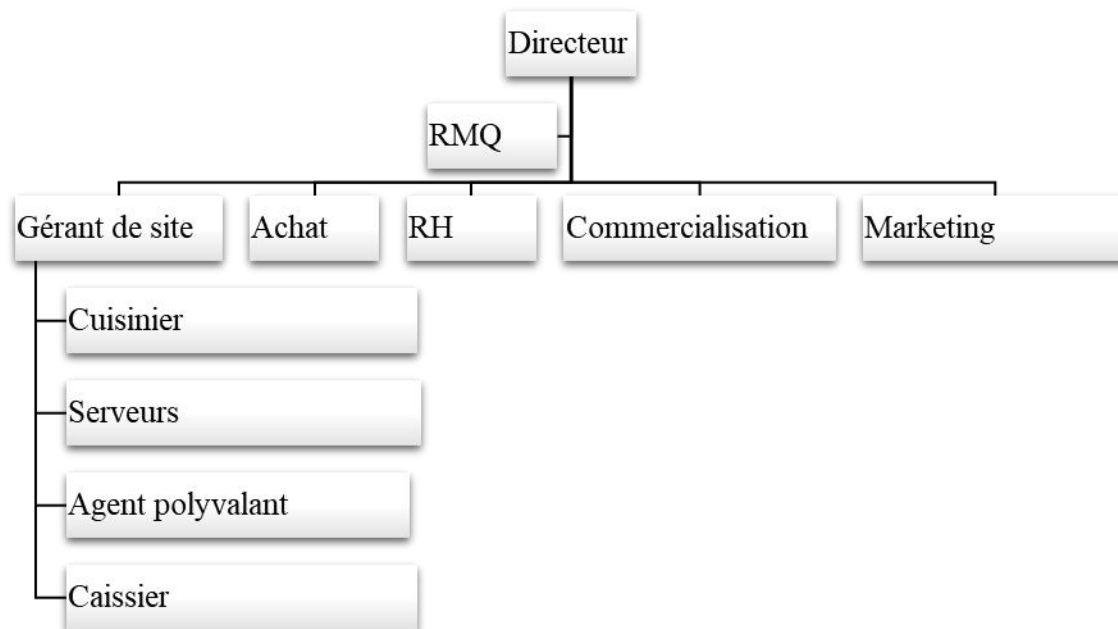 Directeur
RMQ
Gérant de site
Achat
RH
Commercialisation
Marketing
Cuisinier
Serveurs
Agent polyvalant
Caissier